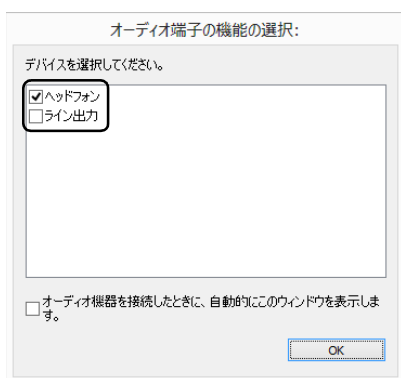 オーディオ端子の機能の選択:
デバイスを選択してください。
ヘッドフォン
ライン出力
オーディオ機器を接続したときに、自動的にこのウィンドウを表示しま
す。
OK